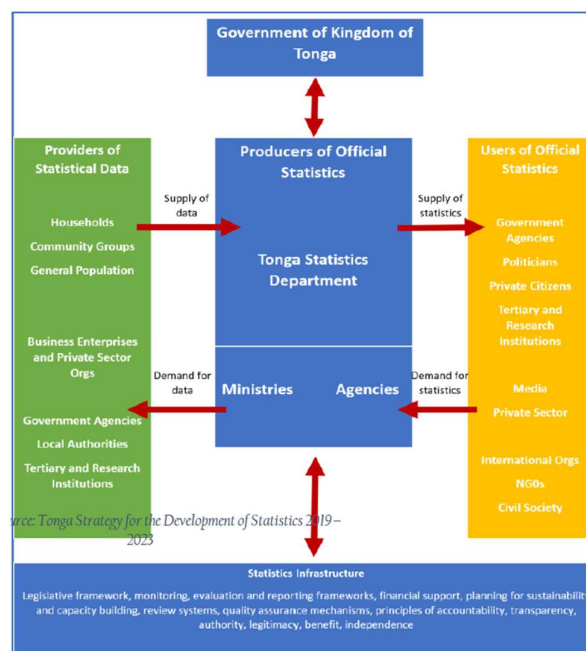 Government of Kingdom of
Tonga
Providers of
Statistical Data
Households
Community Groups
General Population
Business Enterprises
and Private Sector
Orgs
Government Agencies
Local Authorities
Tertiary and Research
Institutions
Supply of
data
Demand for
data
Producers of Official
Statistics
Tonga Statistics
Department
Ministries
Agencies
Supply of
statistics
Demand for
statistics
Users of Official
Statistics
Government
Agencies
Politicians
Private Citizens
Tertiary and
Research
Institutions
Media
Private Sector
International Orgs
NGOs
Civil Society
urce: Tonga Strategy for the Development of Statistics 2019 –
2023
Statistics Infrastructure
Legislative framework, monitoring, evaluation and reporting frameworks, financial support, planning for sustainability
and capacity building, review systems, quality assurance mechanisms, principles of accountability, transparency,
authority, legitimacy, benefit, independence